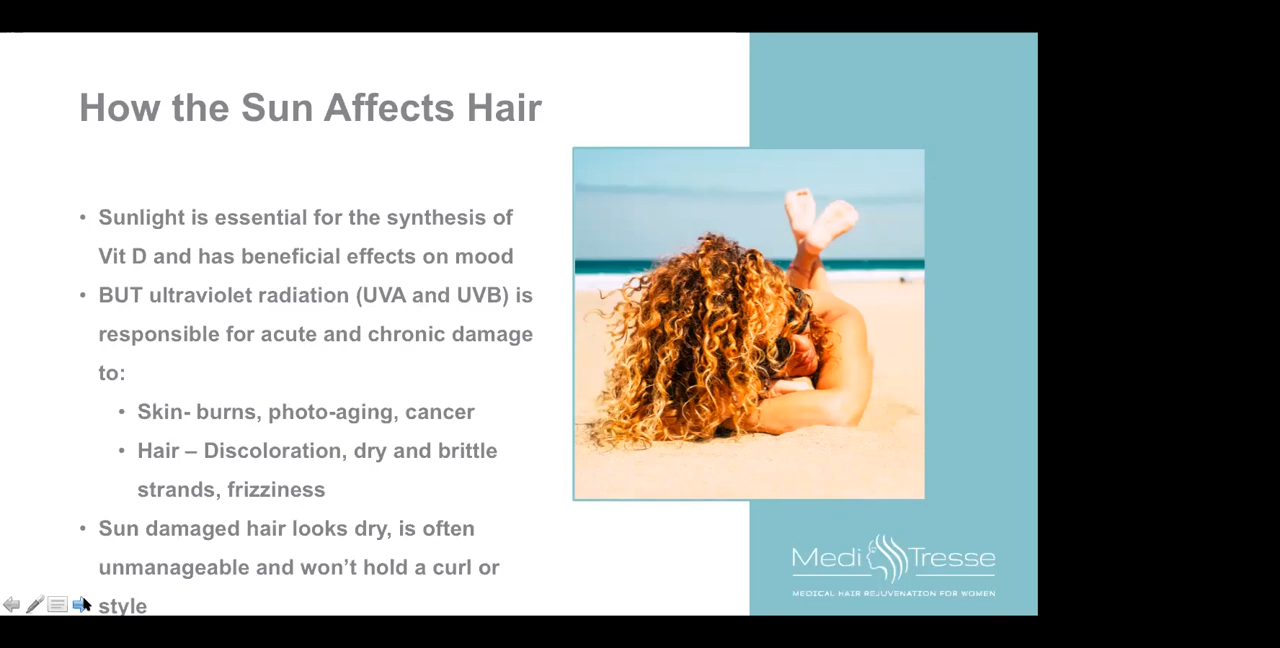 How the Sun Affects Hair
• Sunlight is essential for the synthesis of
Vit D and has beneficial effects on mood
• BUT ultraviolet radiation (UVA and UVB) is
responsible for acute and chronic damage
to:
• Skin- burns, photo-aging, cancer
• Hair – Discoloration, dry and brittle
strands, frizziness
• Sun damaged hair looks dry, is often
unmanageable and won’t hold a curl or
style
Medi Tresse
MEDICAL HAIR REJUVENATION FOR WOMEN